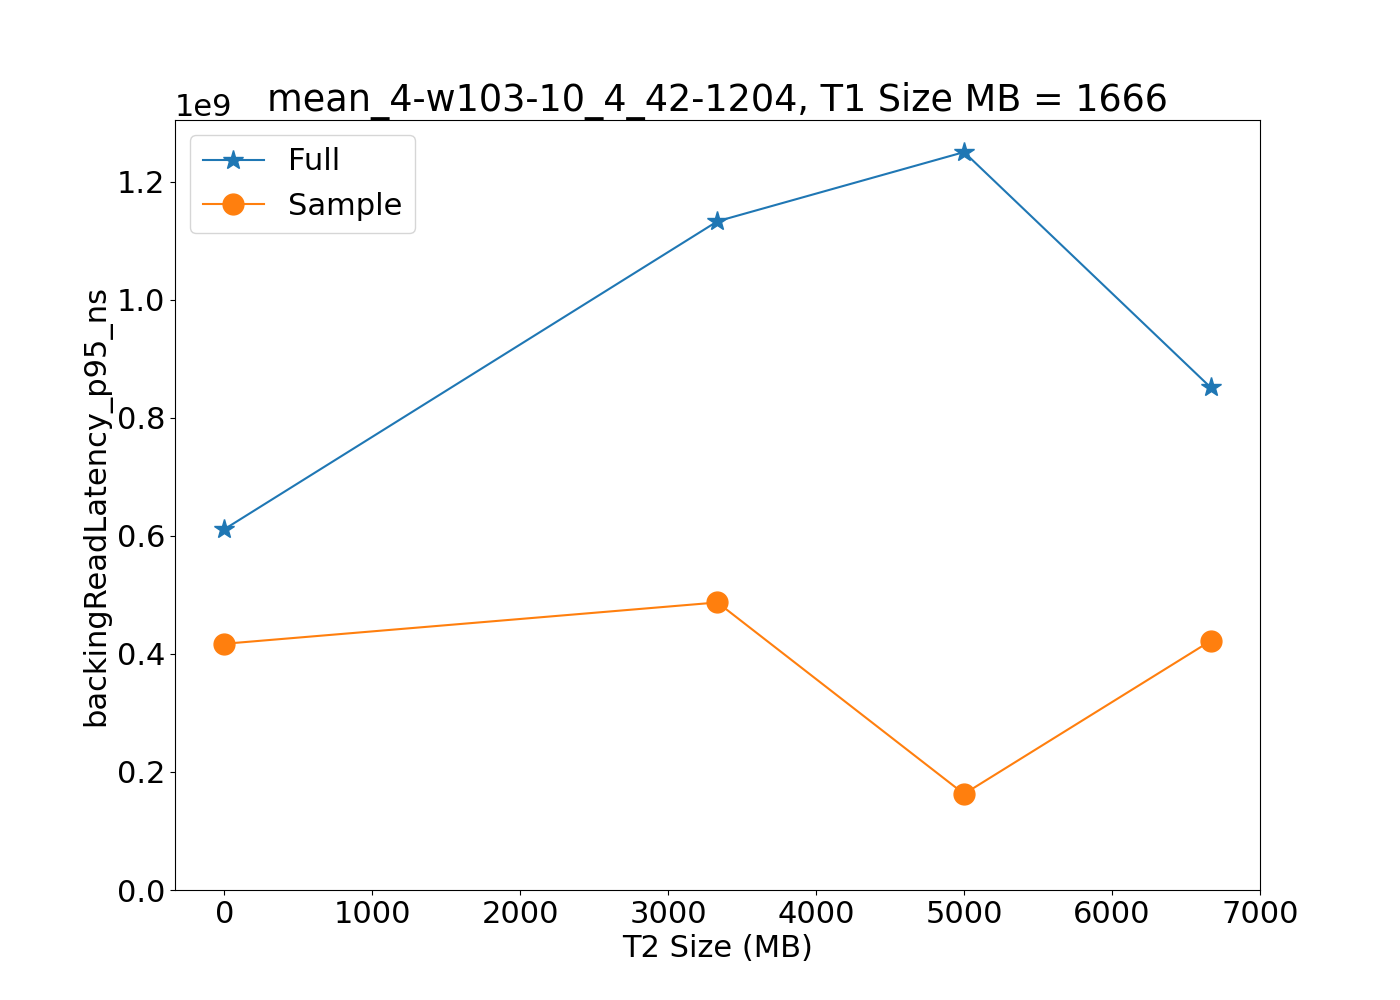 1e9
mean_4-w103-10_4_42-1204, T1 Size MB = 1666
Full
Sample
backingReadLatency_p95_ns
1.2
1.0
0.8
0.6
0.4
0.2
0.0
0 1000 2000 3000 4000 5000 6000 7000
T2 Size (MB)